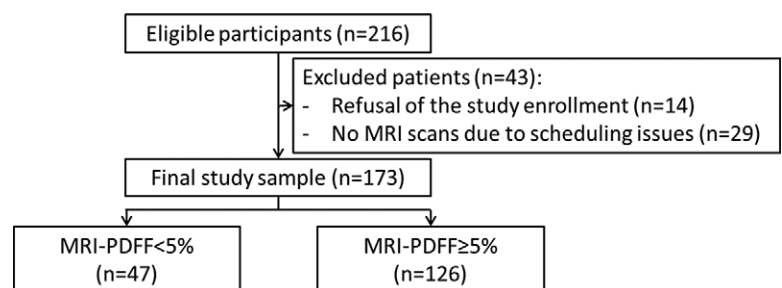 Eligible participants (n=216)
Excluded patients (n=43):
- Refusal of the study enrollment (n=14)
- No MRI scans due to scheduling issues (n=29)
Final study sample (n=173)
MRI-PDFF<5%
(n=47)
MRI-PDFF≥5%
(n=126)